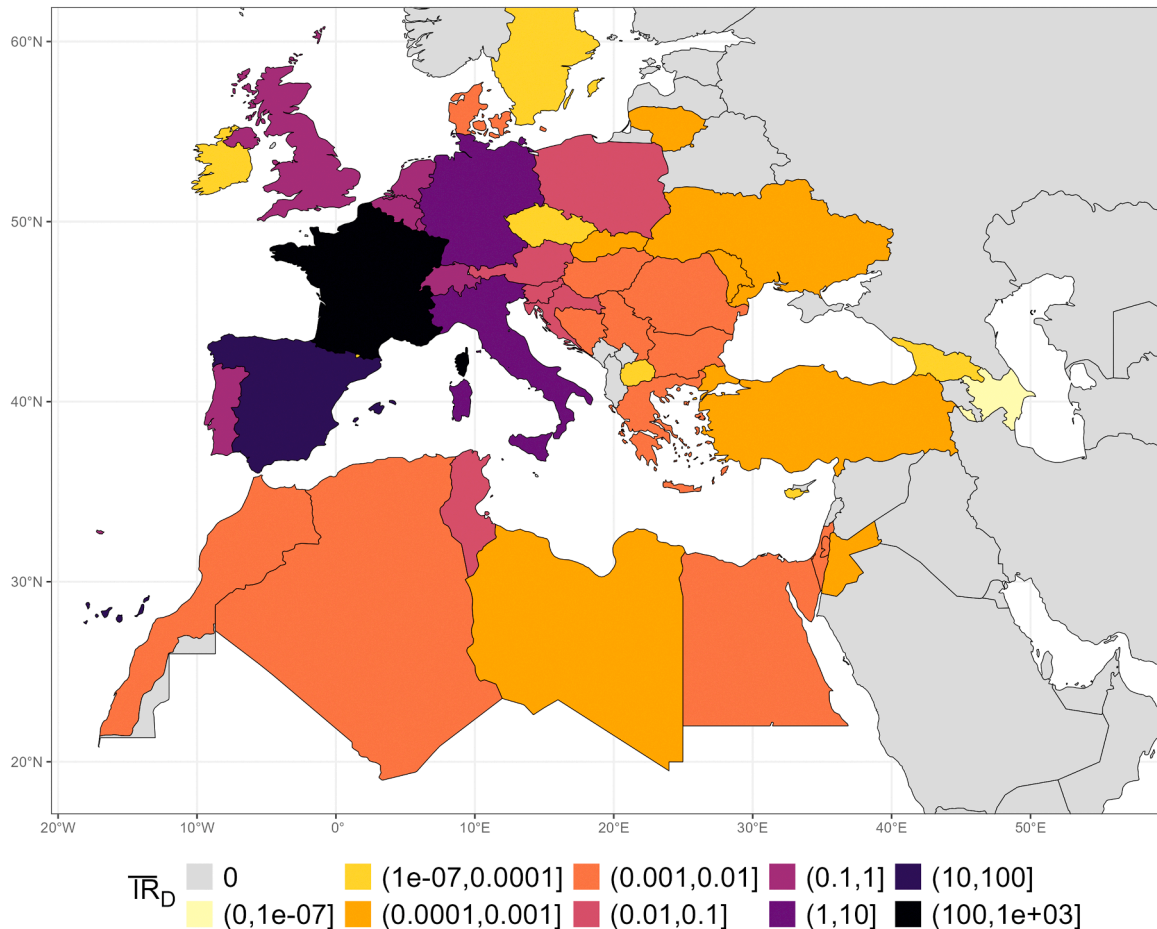 60°N
50°N
40°N
30°N
20°N
20°W 10°W 0° 10°E 20°E 30°E 40°E 50°E
IR_D
0 (1e-07,0.0001] (0.001,0.01] (0.1,1] (10,100]
(0,1e-07] (0.0001,0.001] (0.01,0.1] (1,10] (100,1e+03]